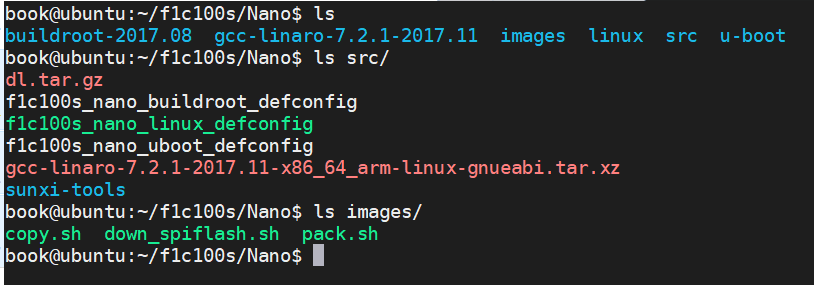 book@ubuntu:~/f1c100s/Nano$ ls
buildroot-2017.08  gcc-linaro-7.2.1-2017.11  images  linux  src  u-boot
book@ubuntu:~/f1c100s/Nano$ ls src/
dl.tar.gz
f1c100s_nano_buildroot_defconfig
f1c100s_nano_linux_defconfig
f1c100s_nano_uboot_defconfig
gcc-linaro-7.2.1-2017.11-x86_64_arm-linux-gnueabi.tar.xz
sunxi-tools
book@ubuntu:~/f1c100s/Nano$ ls images/
copy.sh  down_spiflash.sh  pack.sh
book@ubuntu:~/f1c100s/Nano$